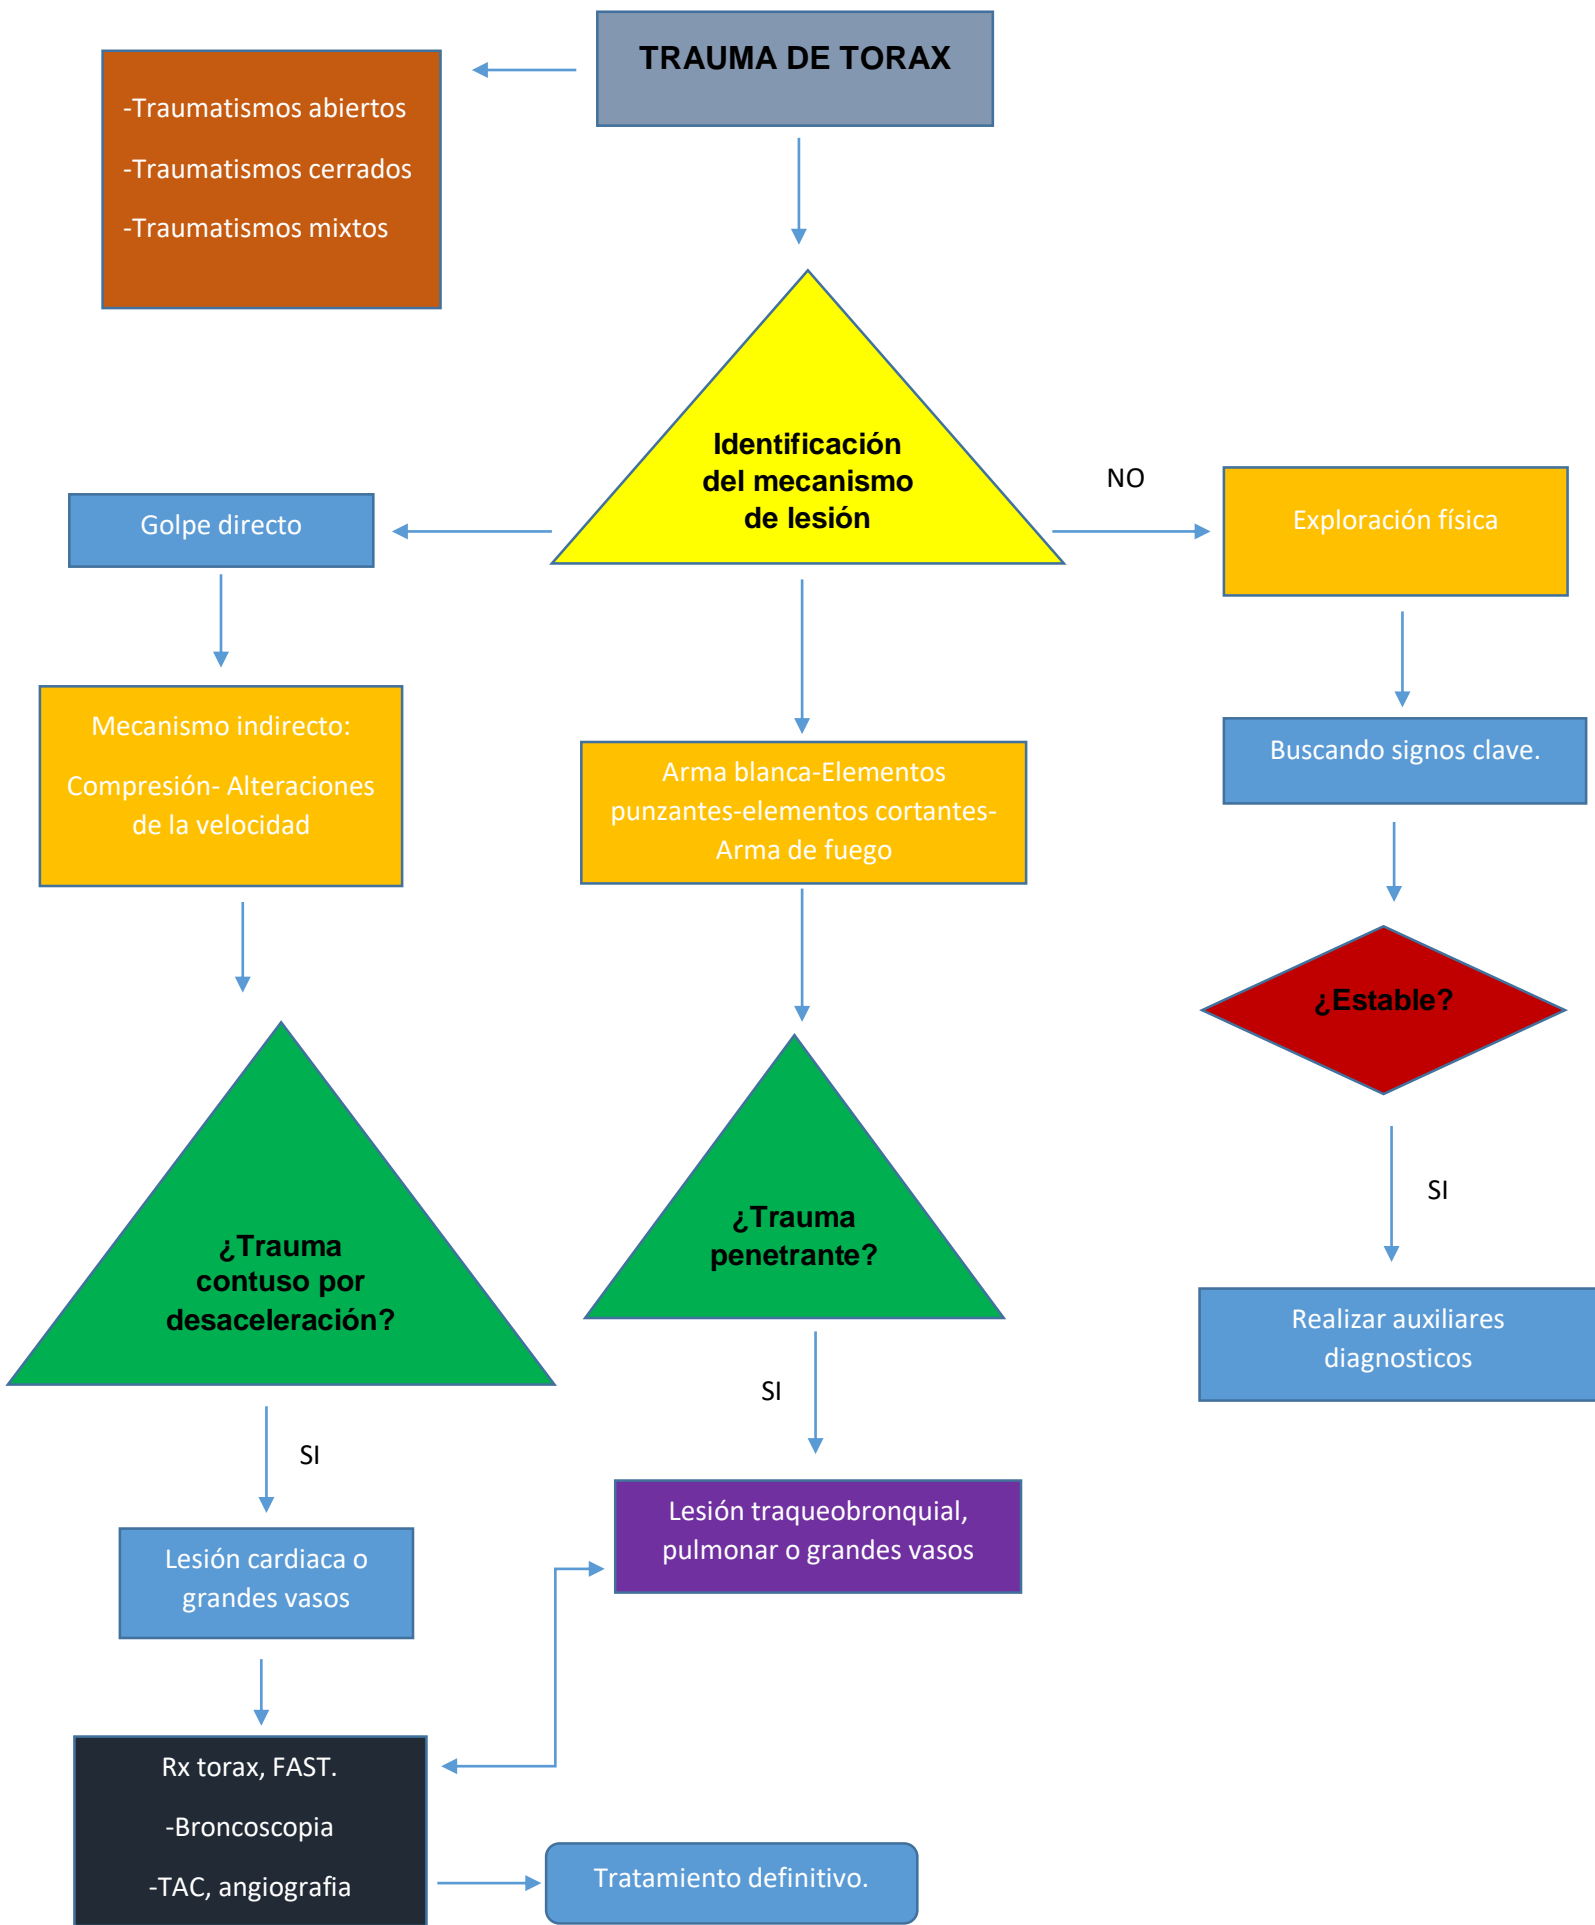 TRAUMA DE TORAX
-Traumatismos abiertos
-Traumatismos cerrados
-Traumatismos mixtos
Identificación
del mecanismo
de lesión
NO
Golpe directo
Exploración física
Mecanismo indirecto:
Compresión- Alteraciones
de la velocidad
Arma blanca-Elementos
punzantes-elementos cortantes-
Arma de fuego
Buscando signos clave.
¿Estable?
SI
¿Trauma
contuso por
desaceleración?
¿Trauma
penetrante?
Realizar auxiliares
diagnosticos
SI
SI
Lesión cardiaca o
grandes vasos
Lesión traqueobronquial,
pulmonar o grandes vasos
Rx torax, FAST.
-Broncoscopia
-TAC, angiografia
Tratamiento definitivo.